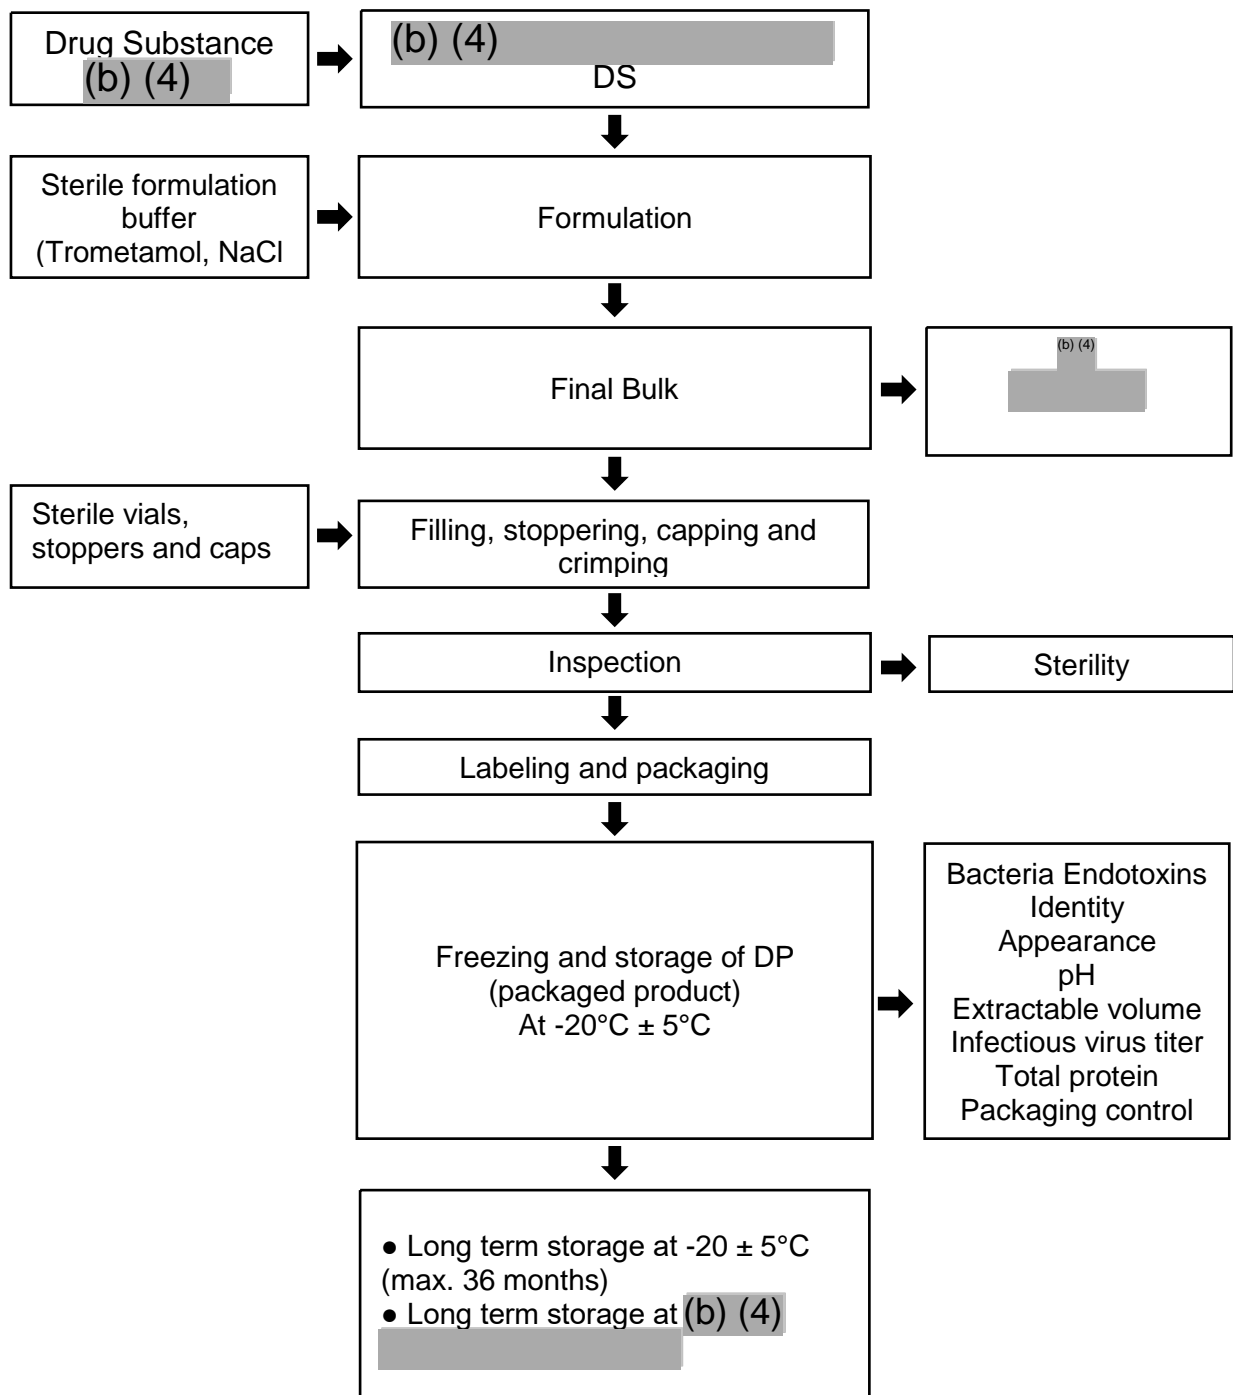 Drug Substance
(b) (4)
(b) (4)
DS
Sterile formulation
buffer
(Trometamol, NaCl
Formulation
Final Bulk
(b) (4)
Sterile vials,
stoppers and caps
Filling, stoppering, capping and
crimping
Inspection
Sterility
Labeling and packaging
Freezing and storage of DP
(packaged product)
At -20°C ± 5°C
Bacteria Endotoxins
Identity
Appearance
pH
Extractable volume
Infectious virus titer
Total protein
Packaging control
● Long term storage at -20 ± 5°C
(max. 36 months)
● Long term storage at (b) (4)